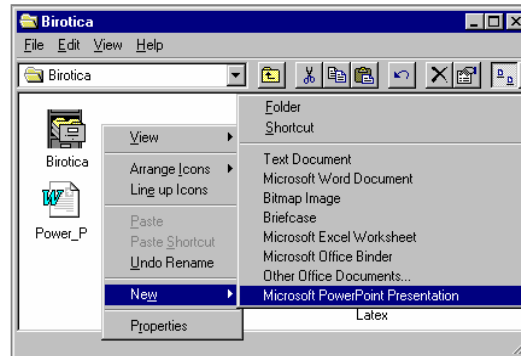 Birotica
File Edit View Help
Birotica
Birotica
Power_P
View
Arrange Icons
Line up Icons
Paste
Paste Shortcut
Undo Rename
New
Properties
Folder
Shortcut
Text Document
Microsoft Word Document
Bitmap Image
Briefcase
Microsoft Excel Worksheet
Microsoft Office Binder
Other Office Documents...
Microsoft PowerPoint Presentation
Latex